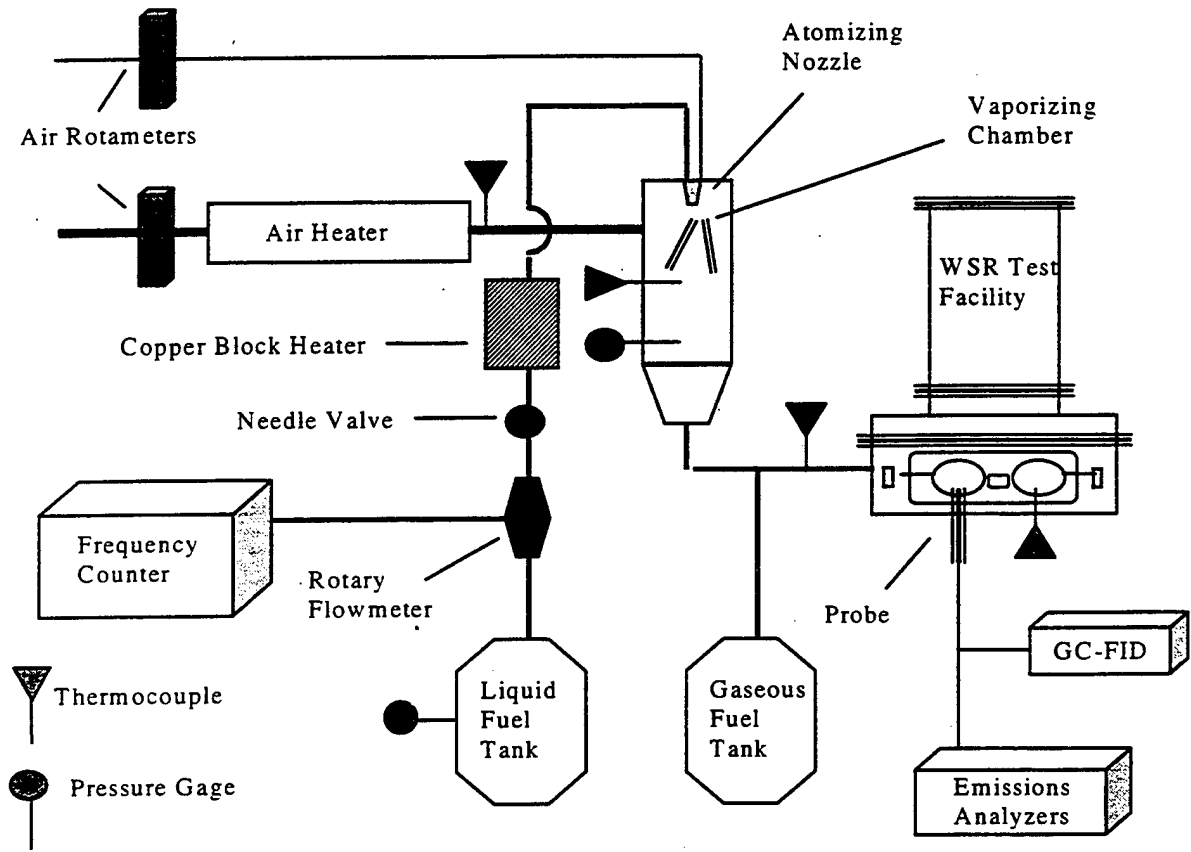 Atomizing
Nozzle
Vaporizing
Chamber
Air Rotameters
Air Heater
WSR Test
Facility
Copper Block Heater
Needle Valve
Frequency
Counter
Rotary
Flowmeter
Probe
GC-FID
Thermocouple
Liquid
Fuel
Tank
Gaseous
Fuel
Tank
Pressure Gage
Emissions
Analyzers